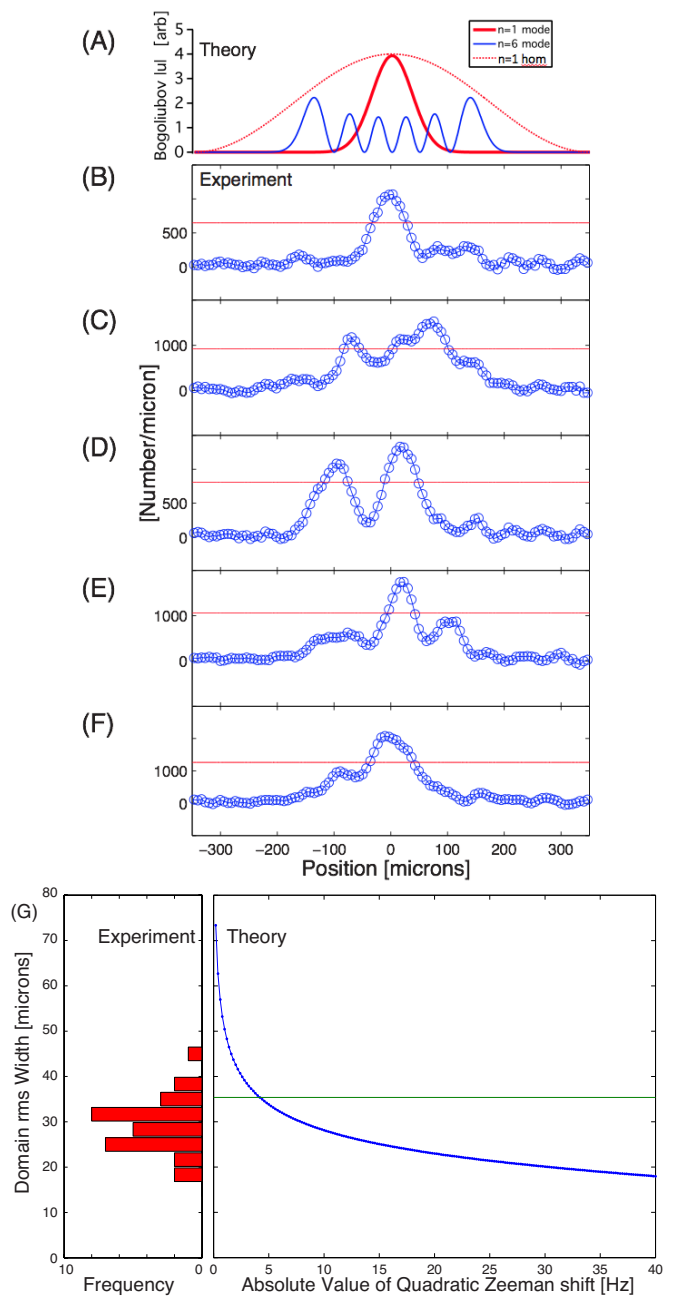 (A)
Theory
n=1 mode
n=6 mode
n=1 hom
Bogoliubov lul [arb]
5
4
3
2
1
0
(B)
Experiment
500
0
(C)
1000
0
[Number/micron]
(D)
500
0
(E)
1000
0
(F)
1000
0
−300 −200 −100 0 100 200 300
Position [microns]
(G)
Experiment
Theory
Domain rms Width [microns]
80
70
60
50
40
30
20
10
0
10 0
Frequency
0 5 10 15 20 25 30 35 40
Absolute Value of Quadratic Zeeman shift [Hz]